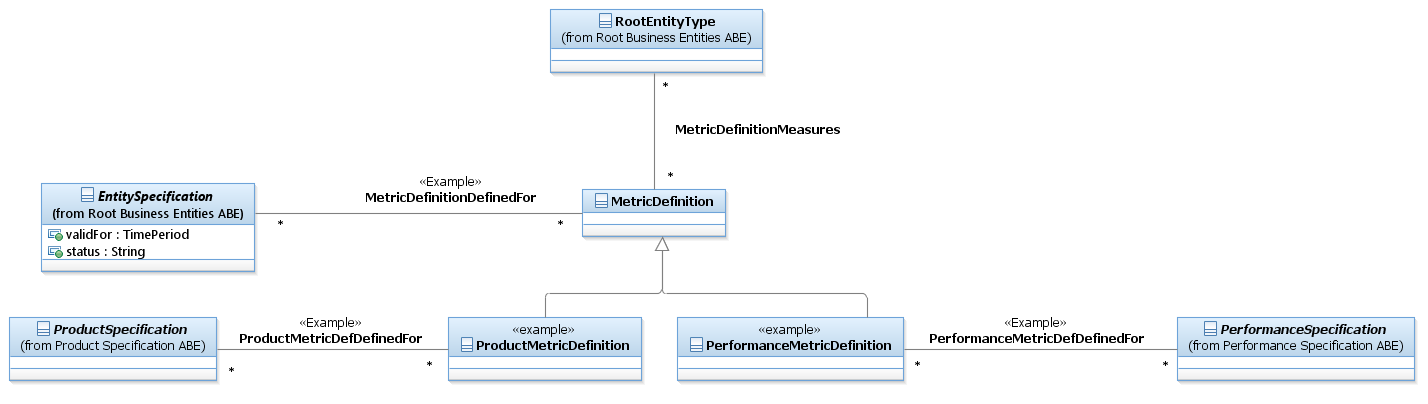 RootEntityType
(from Root Business Entities ABE)
*
MetricDefinitionMeasures
*
«Example»
MetricDefinitionDefinedFor
EntitySpecification
(from Root Business Entities ABE)
validFor : TimePeriod
status : String
*
*
MetricDefinition
ProductSpecification
(from Product Specification ABE)
«Example»
ProductMetricDefDefinedFor
*
*
«example»
ProductMetricDefinition
«example»
PerformanceMetricDefinition
«Example»
PerformanceMetricDefDefinedFor
*
*
PerformanceSpecification
(from Performance Specification ABE)